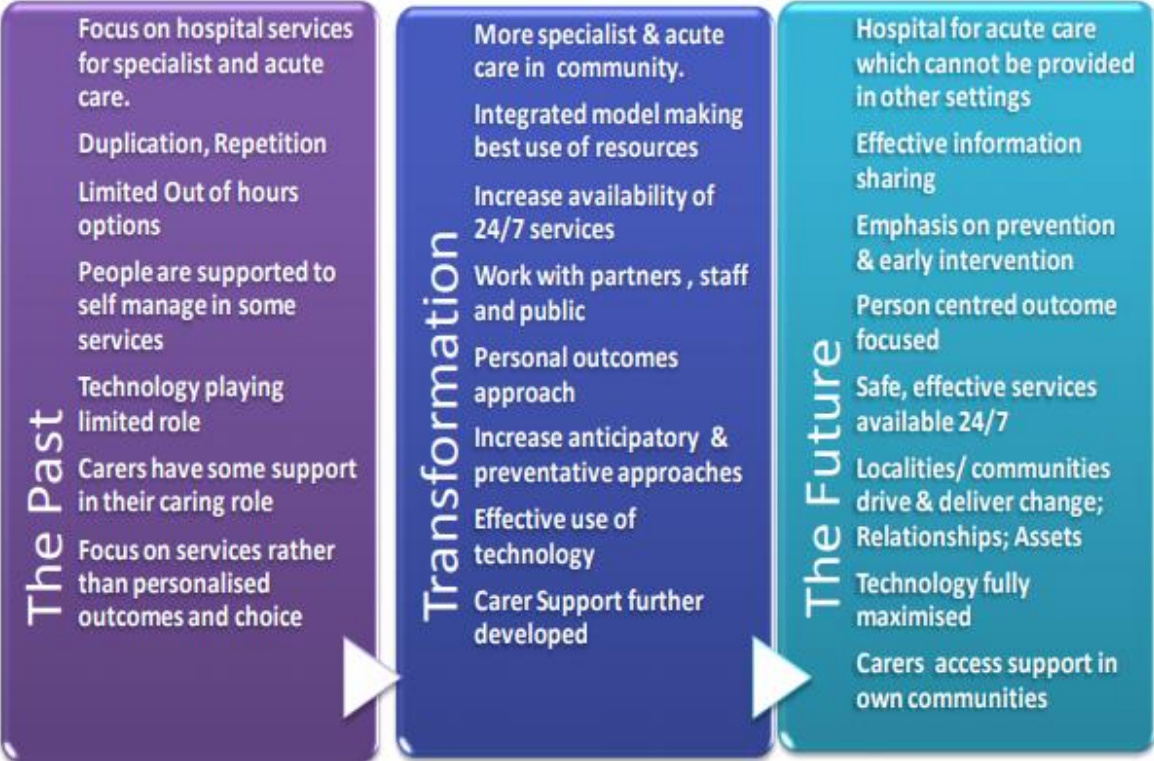 The Past
Focus on hospital services
for specialist and acute
care.
Duplication, Repetition
Limited Out of hours
options
People are supported to
self manage in some
services
Technology playing
limited role
Carers have some support
in their caring role
Focus on services rather
than personalised
outcomes and choice
Transformation
More specialist & acute
care in community.
Integrated model making
best use of resources
Increase availability of
24/7 services
Work with partners , staff
and public
Personal outcomes
approach
Increase anticipatory &
preventative approaches
Effective use of
technology
Carer Support further
developed
The Future
Hospital for acute care
which cannot be provided
in other settings
Effective information
sharing
Emphasis on prevention
& early intervention
Person centred outcome
focused
Safe, effective services
available 24/7
Localities/ communities
drive & deliver change;
Relationships; Assets
Technology fully
maximised
Carers access support in
own communities